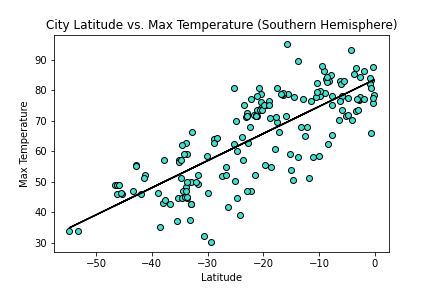 City Latitude vs. Max Temperature (Southern Hemisphere)
90
80
70
60
50
40
30
Max Temperature
−50 −40 −30 −20 −10 0
Latitude